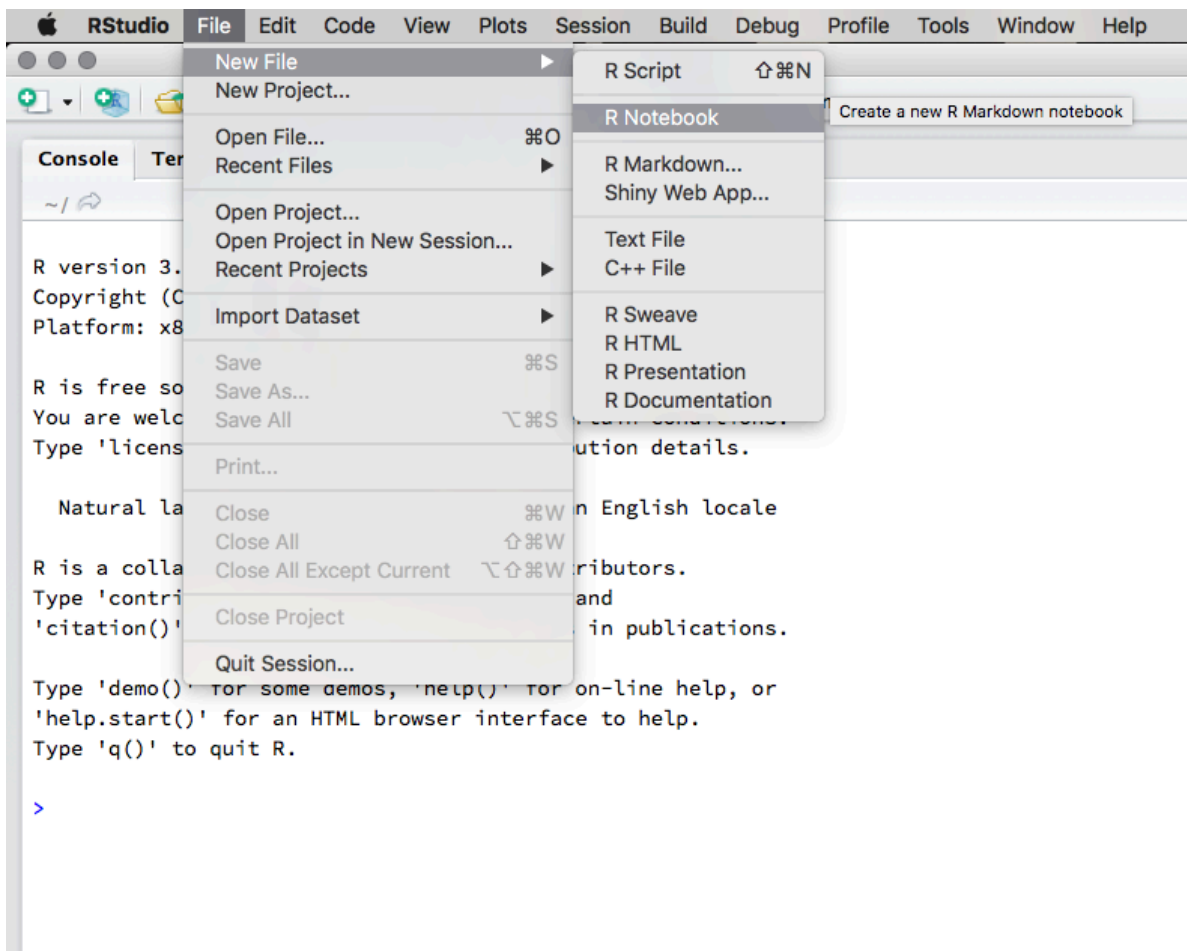 RStudio File Edit Code View Plots Session Build Debug Profile Tools Window Help
New File
New Project...
Open File... ⌘O
Recent Files
Open Project...
Open Project in New Session...
Recent Projects
Import Dataset
Save ⌘S
Save As...
Save All ⌥⌘S
Print...
Close ⌘W
Close All ⇧⌘W
Close All Except Current ⌥⇧⌘W
Close Project
Quit Session...
R Script ⇧⌘N
R Notebook
R Markdown...
Shiny Web App...
Text File
C++ File
R Sweave
R HTML
R Presentation
R Documentation
Create a new R Markdown notebook
Console Ter
~/
R version 3.
Copyright (C
Platform: x8
R is free so
You are welc
Type 'licens ution details.
Natural la n English locale
R is a colla ributors.
Type 'contri and
'citation()' in publications.
Type 'demo()' for some demos, 'help()' for on-line help, or
'help.start()' for an HTML browser interface to help.
Type 'q()' to quit R.
>